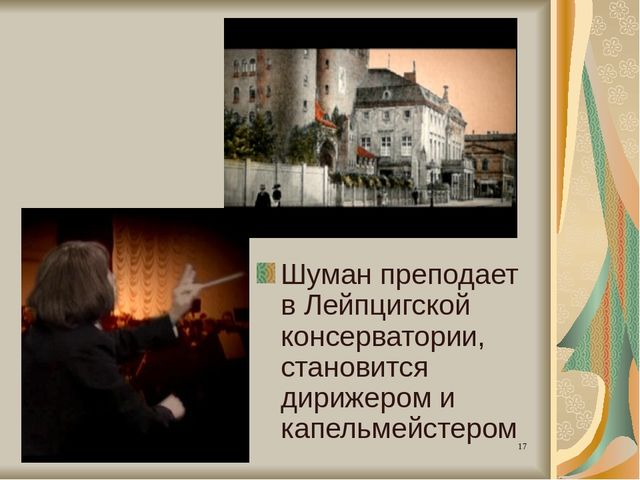 Шуман преподает
в Лейпцигской
консерватории,
становится
дирижером и
капельмейстером
17